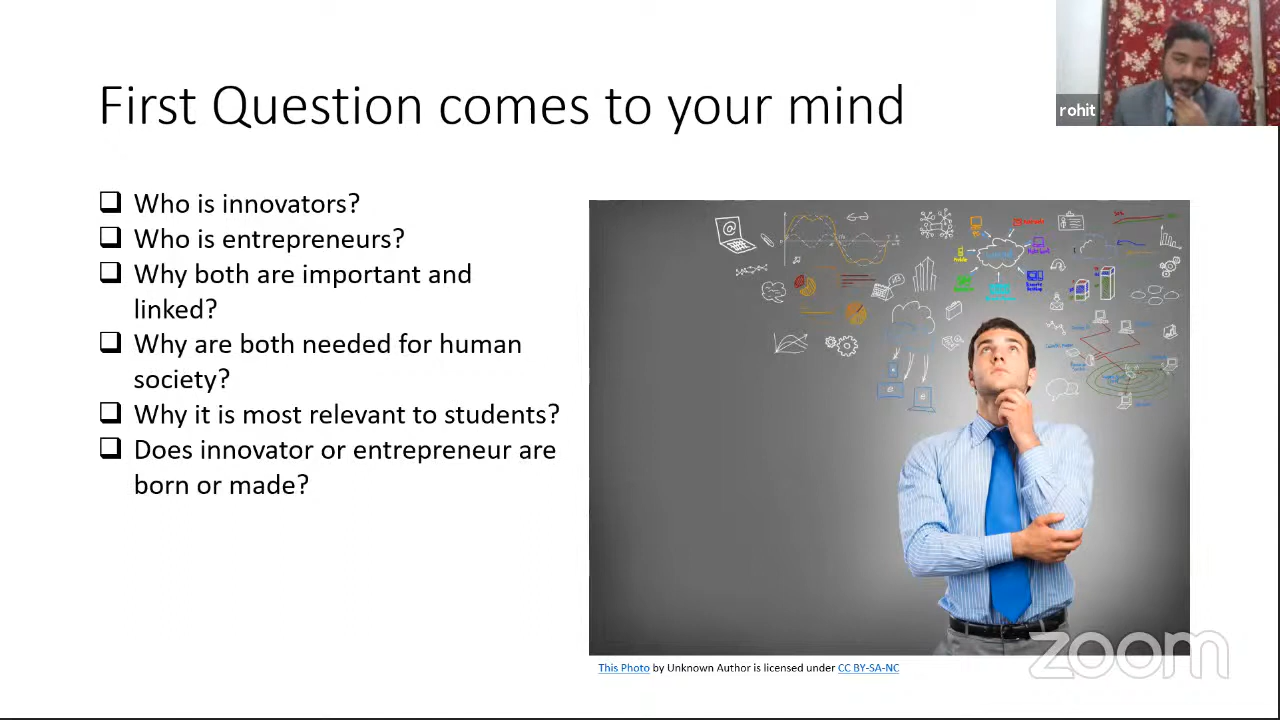 First Question comes to your mind
rohit
❑ Who is innovators?
❑ Who is entrepreneurs?
❑ Why both are important and
linked?
❑ Why are both needed for human
society?
❑ Why it is most relevant to students?
❑ Does innovator or entrepreneur are
born or made?
This Photo by Unknown Author is licensed under CC BY-SA-NC
zoom